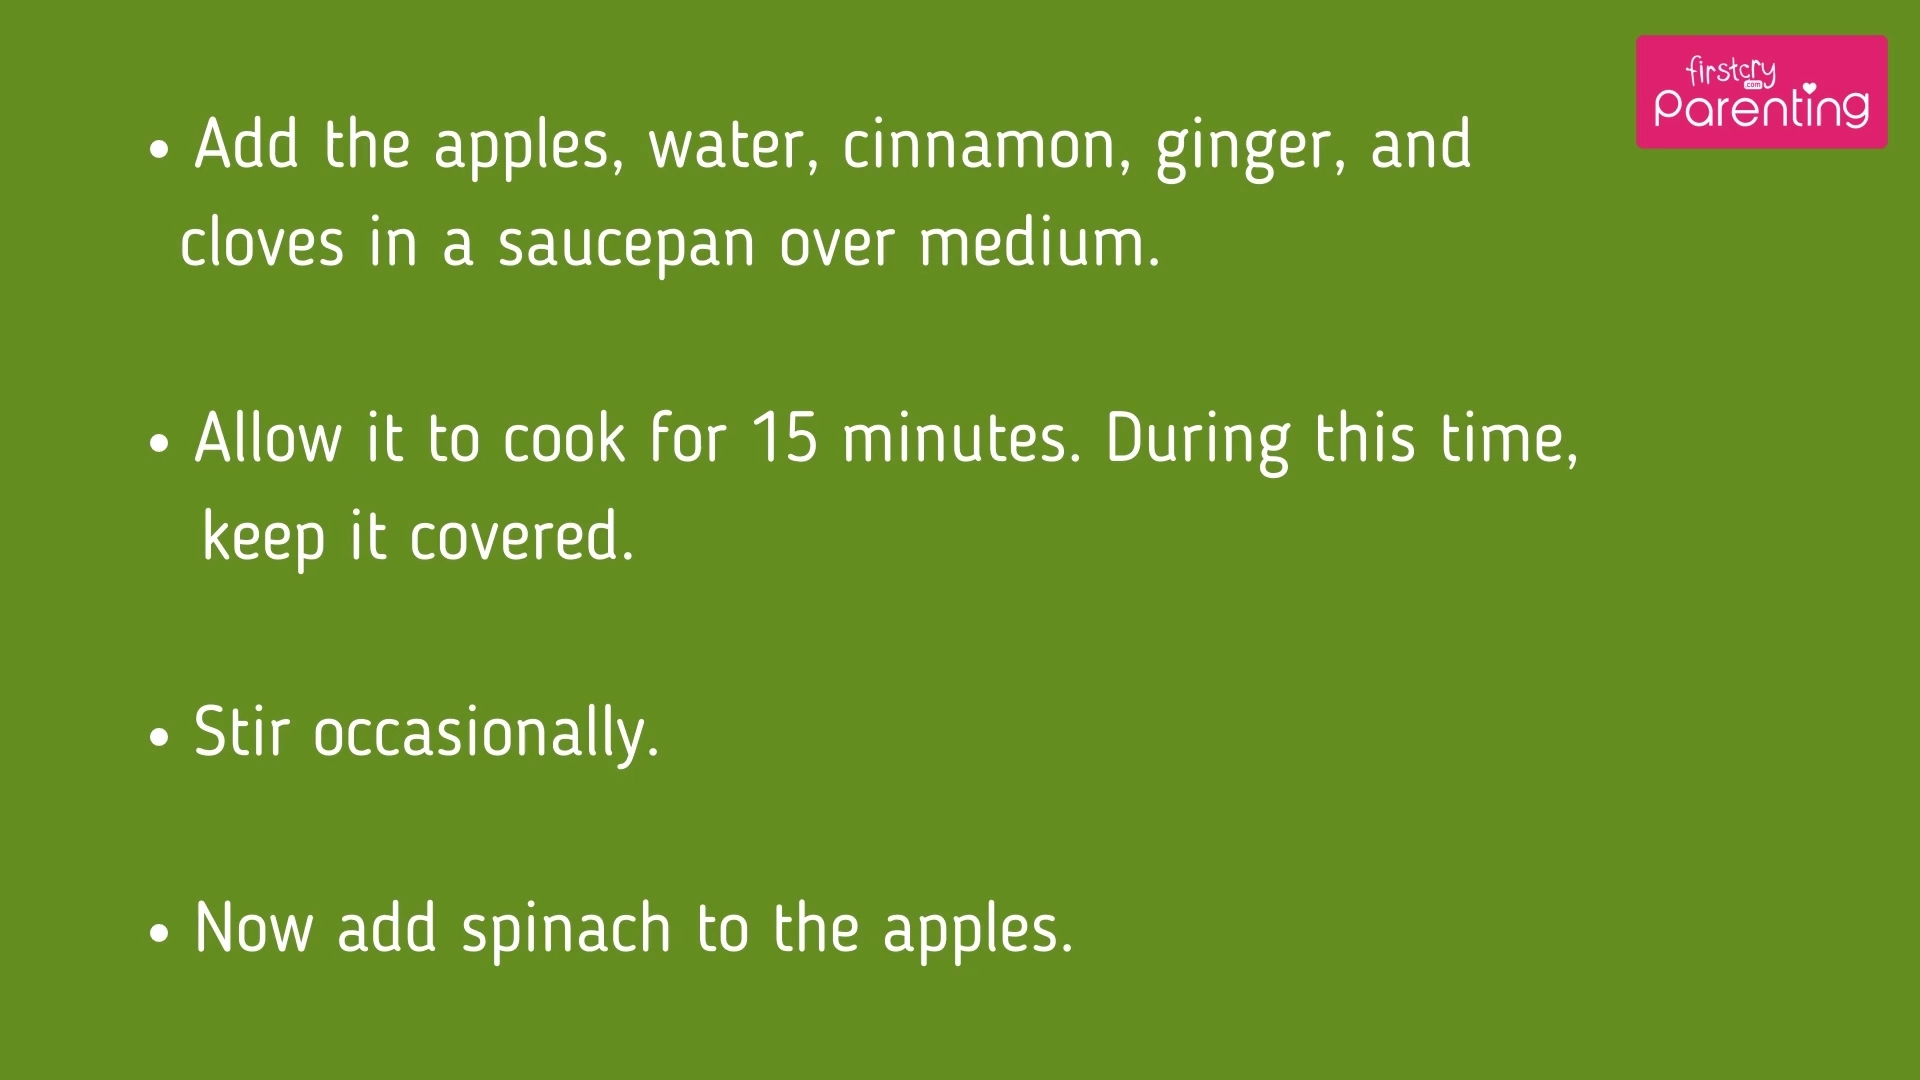 firstcry
.com
Parenting
• Add the apples, water, cinnamon, ginger, and
cloves in a saucepan over medium.
• Allow it to cook for 15 minutes. During this time,
keep it covered.
• Stir occasionally.
• Now add spinach to the apples.